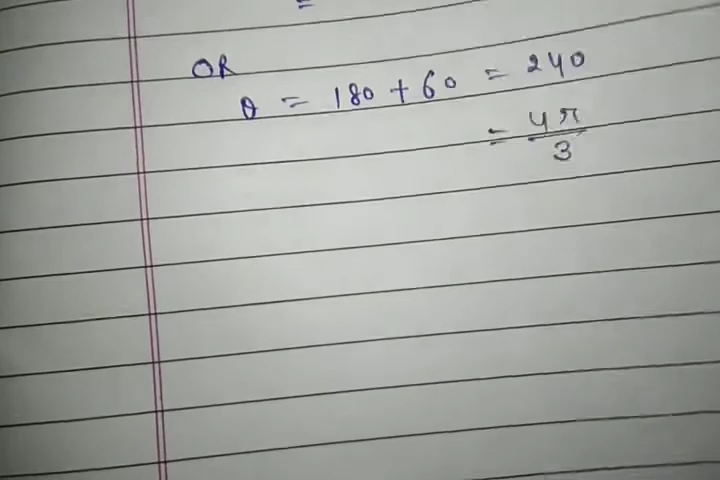 OR
θ = 180 + 60 = 240
= 4π/3